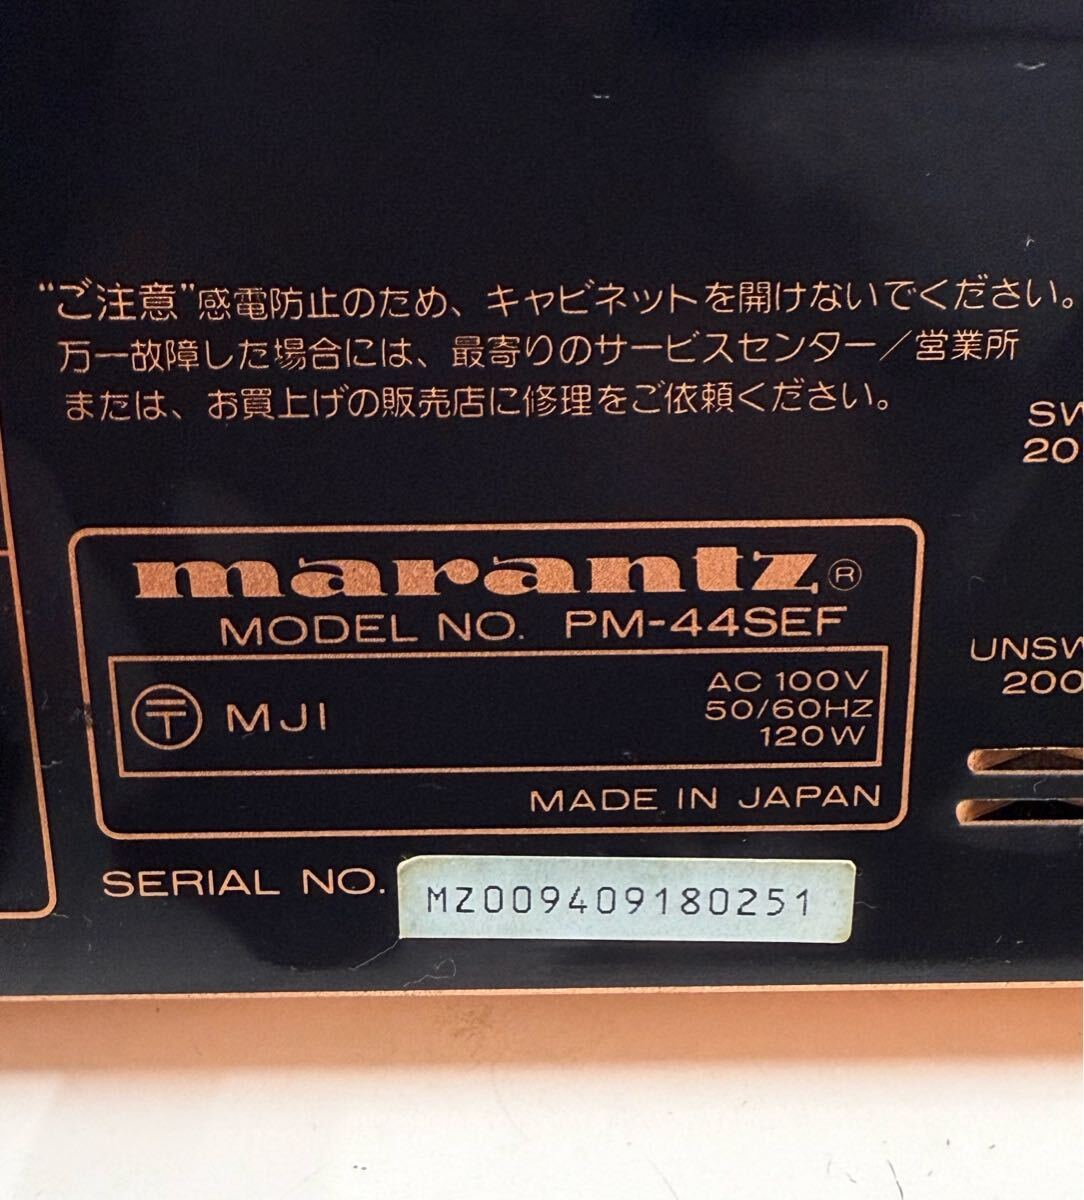 “ご注意”感電防止のため、キャビネットを開けないでください。
万一故障した場合には、最寄りのサービスセンター／営業所
または、お買上げの販売店に修理をご依頼ください。
SW
20
marantz®
MODEL NO. PM-44SEF
〒 MJI
AC 100V
50/60HZ
120W
MADE IN JAPAN
UNSW
200
SERIAL NO. MZ009409180251